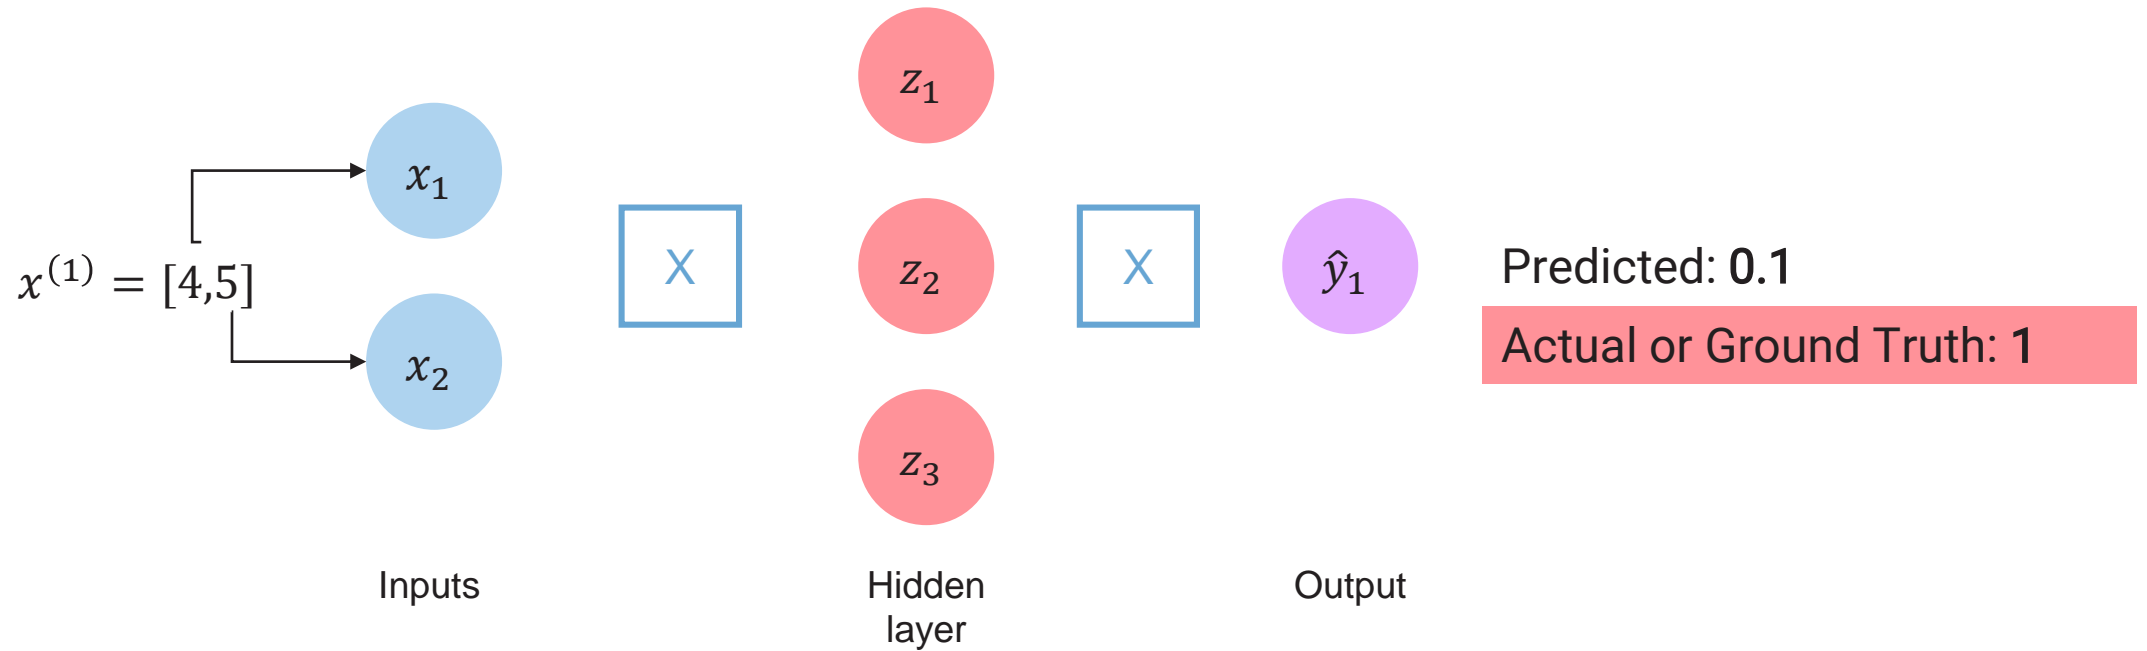 x^(1) = [4,5]
x_1
x_2
X
z_1
z_2
z_3
X
ŷ_1
Predicted: 0.1
Actual or Ground Truth: 1
Inputs
Hidden
layer
Output